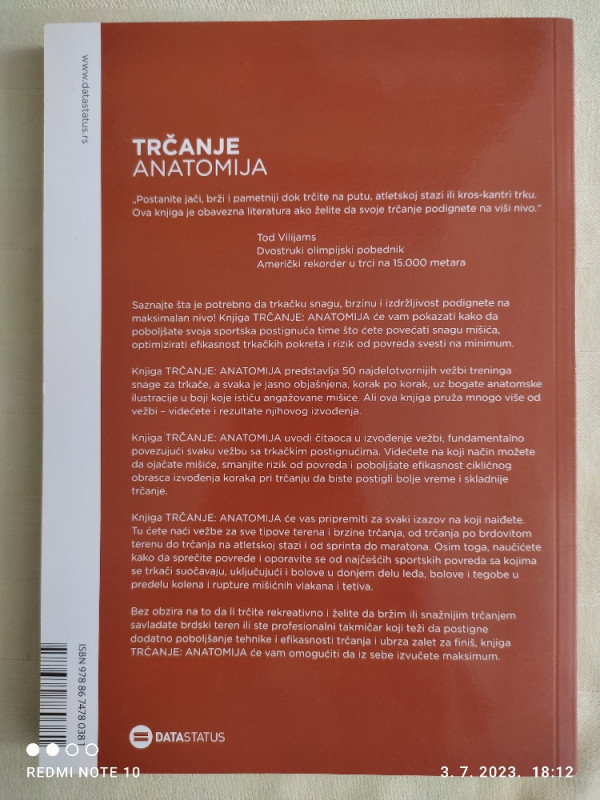 www.datastatus.rs
TRČANJE
ANATOMIJA
„Postanite jači, brži i pametniji dok trčite na putu, atletskoj stazi ili kros-kantri trku.
Ova knjiga je obavezna literatura ako želite da svoje trčanje podignete na viši nivo.“
Tod Vilijams
Dvostruki olimpijski pobednik
Američki rekorder u trci na 15.000 metara
Saznajte šta je potrebno da trkačku snagu, brzinu i izdržljivost podignete na
maksimalan nivo! Knjiga TRČANJE: ANATOMIJA će vam pokazati kako da
poboljšate svoja sportska postignuća time što ćete povećati snagu mišića,
optimizirati efikasnost trkačkih pokreta i rizik od povreda svesti na minimum.
Knjiga TRČANJE: ANATOMIJA predstavlja 50 najdelotvornijih vežbi treninga
snage za trkače, a svaka je jasno objašnjena, korak po korak, uz bogate anatomske
ilustracije u boji koje ističu angažovane mišiće. Ali ova knjiga pruža mnogo više od
vežbi – videćete i rezultate njihovog izvođenja.
Knjiga TRČANJE: ANATOMIJA uvodi čitaoca u izvođenje vežbi, fundamentalno
povezujući svaku vežbu sa trkačkim postignućima. Videćete na koji način možete
da ojačate mišiće, smanjite rizik od povreda i poboljšate efikasnost cikličnog
obrasca izvođenja koraka pri trčanju da biste postigli bolje vreme i skladnije
trčanje.
Knjiga TRČANJE: ANATOMIJA će vas pripremiti za svaki izazov na koji naiđete.
Tu ćete naći vežbe za sve tipove terena i brzine trčanja, od trčanja po brdovitom
terenu do trčanja na atletskoj stazi i od sprinta do maratona. Osim toga, naučićete
kako da sprečite povrede i oporavite se od najčešćih sportskih povreda sa kojima
se trkači suočavaju, uključujući i bolove u donjem delu leđa, bolove i tegobe u
predelu kolena i rupture mišićnih vlakana i tetiva.
Bez obzira na to da li trčite rekreativno i želite da bržim ili snažnijim trčanjem
savladate brdski teren ili ste profesionalni takmičar koji teži da postigne
dodatno poboljšanje tehnike i efikasnosti trčanja i ubrza zalet za finiš, knjiga
TRČANJE: ANATOMIJA će vam omogućiti da iz sebe izvučete maksimum.
ISBN 978 86 7478 038
DATASTATUS
REDMI NOTE 10
3. 7. 2023. 18:12